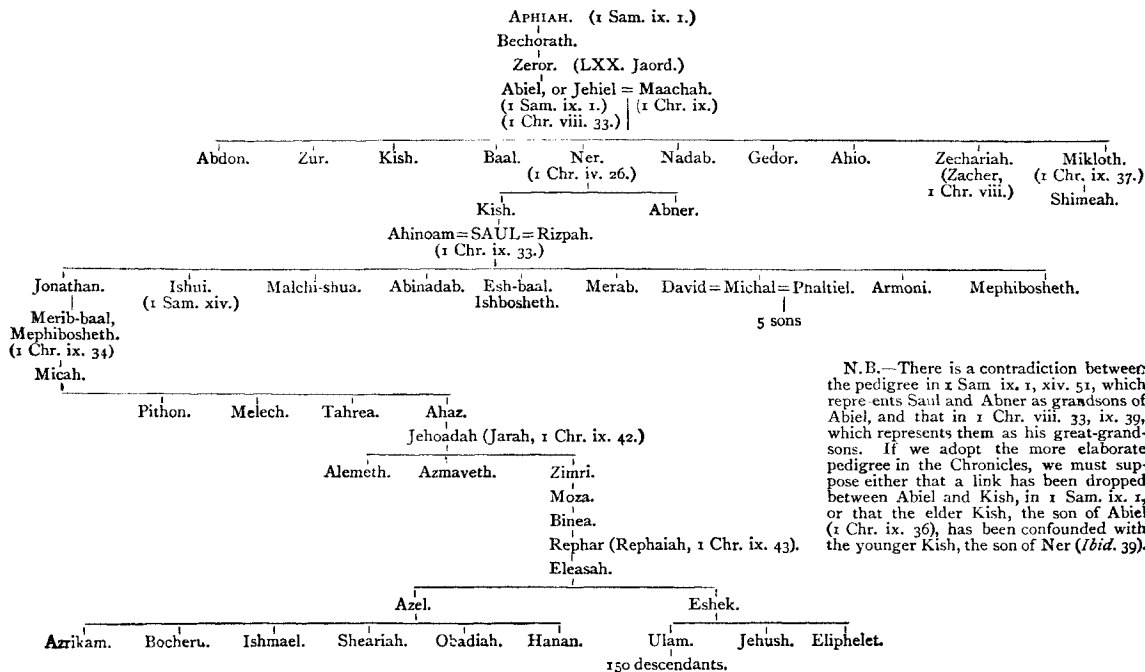 APHIAH. (1 Sam. ix. 1.)
Bechorath.
Zeror. (LXX. Jaord.)
Abiel, or Jehiel = Maachah.
(1 Sam. ix. 1.) (1 Chr. ix.)
(1 Chr. viii. 33.)
Abdon. Zur. Kish. Baal. Ner. Nadab. Gedor. Ahio. Zechariah. Mikloth.
(1 Chr. iv. 26.) (Zacher, (1 Chr. ix. 37.)
1 Chr. viii.) Shimeah.
Kish. Abner.
Ahinoam = SAUL = Rizpah.
(1 Chr. ix. 33.)
Jonathan. Ishui. Malchi-shua. Abinadab. Esh-baal. Merab. David = Michal = Phaltiel. Armoni. Mephibosheth.
(1 Sam. xiv.) Ishbosheth.
5 sons
Merib-baal,
Mephibosheth.
(1 Chr. ix. 34)
Micah.
Pithon. Melech. Tahrea. Ahaz.
Jehoadah (Jarah, 1 Chr. ix. 42.)
Alemeth. Azmaveth. Zimri.
Moza.
Binea.
Rephar (Rephaiah, 1 Chr. ix. 43).
Eleasah.
Azel. Eshek.
Azrikam. Bocheru. Ishmael. Sheariah. Obadiah. Hanan. Ulam. Jehush. Eliphelet.
150 descendants.
N.B.—There is a contradiction between
the pedigree in 1 Sam ix. 1, xiv. 51, which
represents Saul and Abner as grandsons of
Abiel, and that in 1 Chr. viii. 33, ix. 39,
which represents them as his great-grand-
sons. If we adopt the more elaborate
pedigree in the Chronicles, we must sup-
pose either that a link has been dropped
between Abiel and Kish, in 1 Sam. ix. 1,
or that the elder Kish, the son of Abiel
(1 Chr. ix. 36), has been confounded with
the younger Kish, the son of Ner (Ibid. 39).